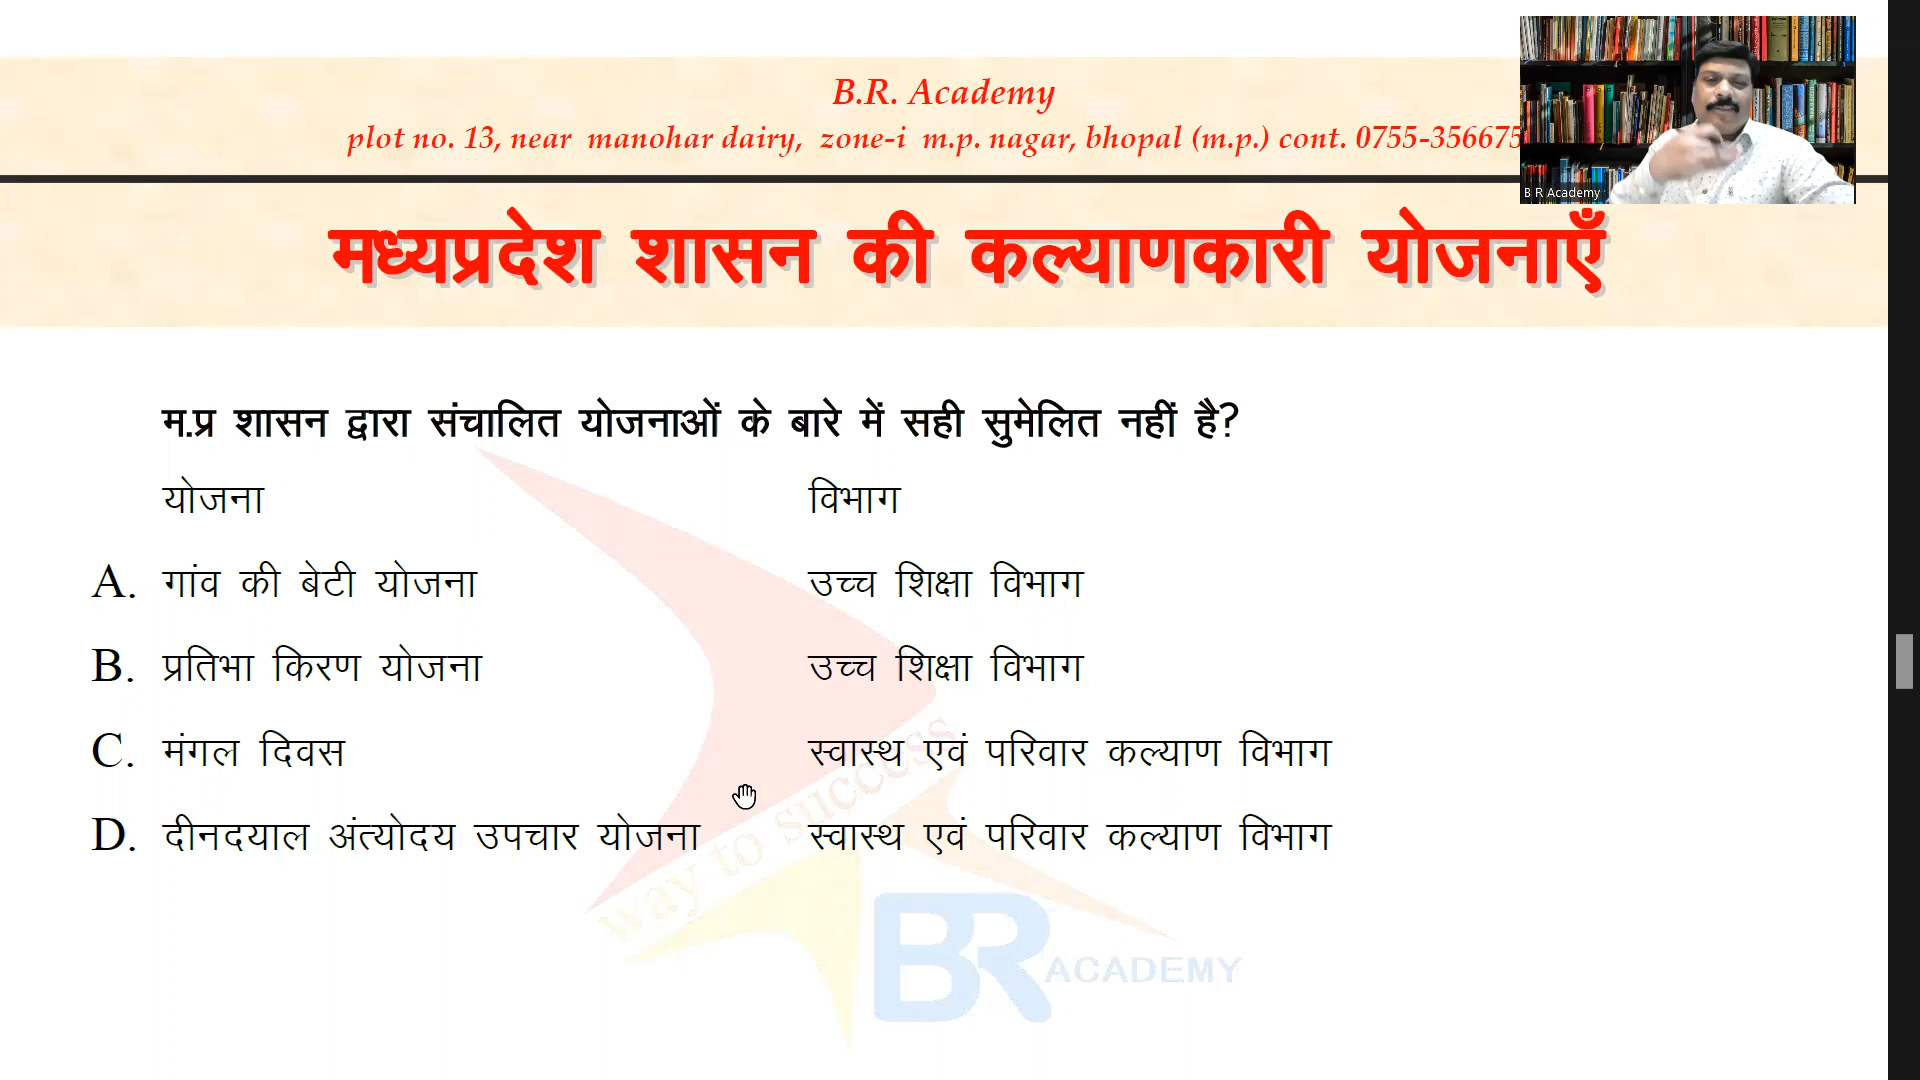 B.R. Academy
plot no. 13, near manohar dairy, zone-i m.p. nagar, bhopal (m.p.) cont. 0755-356675
B R Academy
मध्यप्रदेश शासन की कल्याणकारी योजनाएँ
म.प्र शासन द्वारा संचालित योजनाओं के बारे में सही सुमेलित नहीं है?
योजना विभाग
A. गांव की बेटी योजना उच्च शिक्षा विभाग
B. प्रतिभा किरण योजना उच्च शिक्षा विभाग
C. मंगल दिवस स्वास्थ एवं परिवार कल्याण विभाग
D. दीनदयाल अंत्योदय उपचार योजना स्वास्थ एवं परिवार कल्याण विभाग
way to success
BR ACADEMY